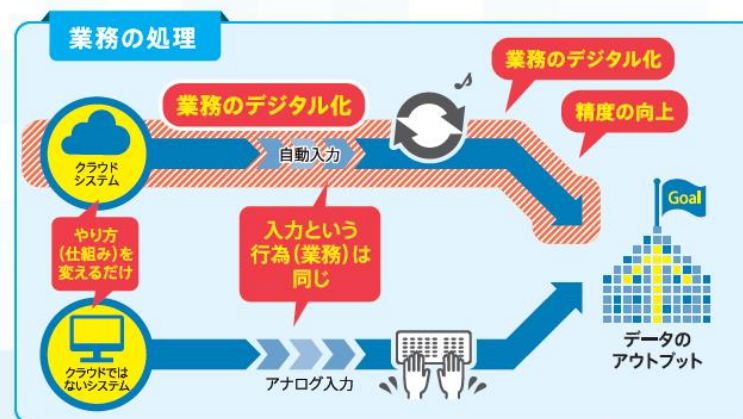 業務の処理
業務のデジタル化
業務のデジタル化
精度の向上
クラウド
システム
自動入力
Goal
やり方
(仕組み)を
変えるだけ
入力という
行為(業務)は
同じ
データの
アウトプット
クラウドでは
ないシステム
アナログ入力